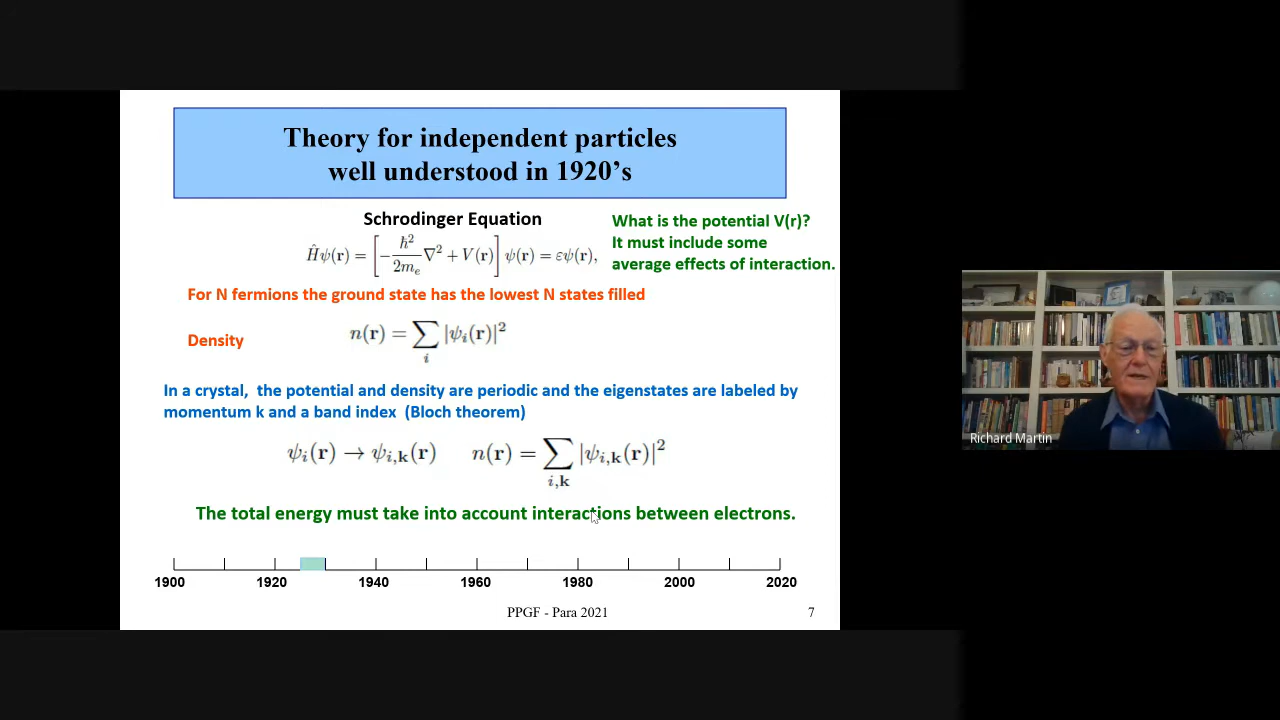 Theory for independent particles
well understood in 1920's
Schrodinger Equation
Ĥψ(r) = [−ħ²/2mₑ ∇² + V(r)] ψ(r) = εψ(r),
What is the potential V(r)?
It must include some
average effects of interaction.
For N fermions the ground state has the lowest N states filled
Density
n(r) = ∑ᵢ |ψᵢ(r)|²
In a crystal, the potential and density are periodic and the eigenstates are labeled by
momentum k and a band index (Bloch theorem)
ψᵢ(r) → ψᵢ,ₖ(r) n(r) = ∑ᵢ,ₖ |ψᵢ,ₖ(r)|²
The total energy must take into account interactions between electrons.
1900 1920 1940 1960 1980 2000 2020
PPGF - Para 2021 7
Richard Martin